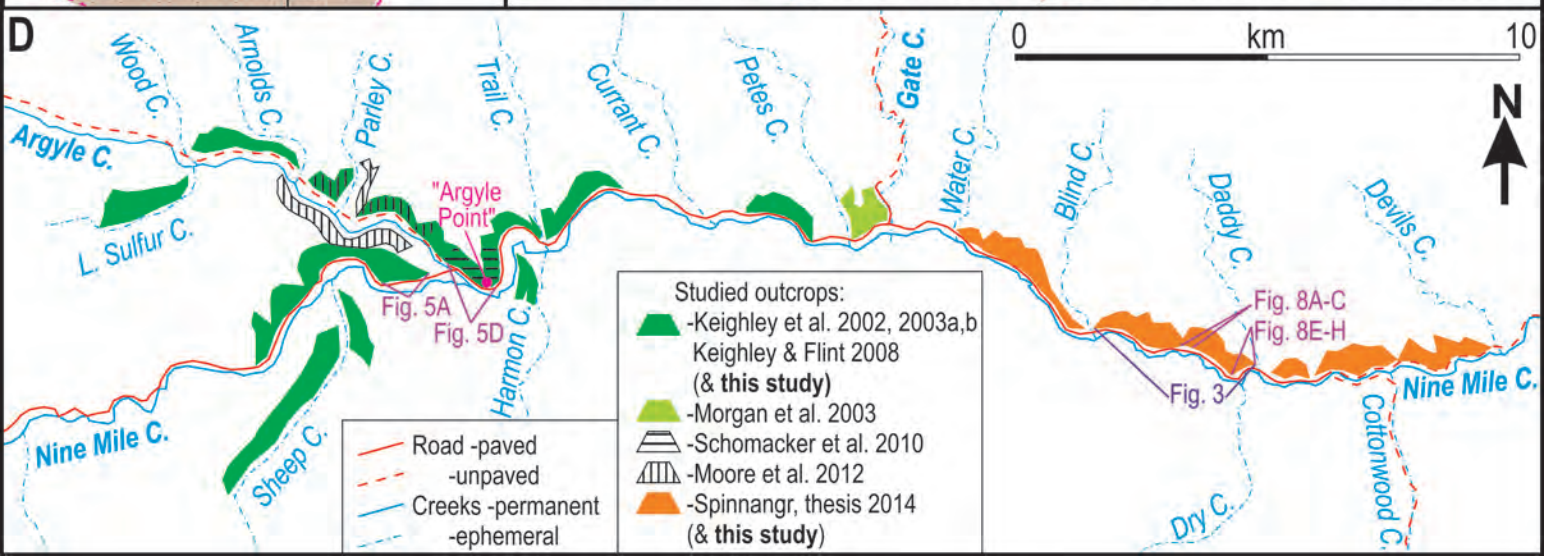 D
0 km 10
N
Wood C.
Arnolds C.
Parley C.
Trail C.
Currant C.
Petes C.
Gate C.
Water C.
Blind C.
Daddy C.
Devils C.
Argyle C.
L. Sulfur C.
"Argyle
Point"
Fig. 5A
Fig. 5D
Harmon C.
Sheep C.
Nine Mile C.
Fig. 8A-C
Fig. 8E-H
Fig. 3
Nine Mile C.
Dry C.
Cottonwood C.
Road -paved
-unpaved
Creeks -permanent
-ephemeral
Studied outcrops:
-Keighley et al. 2002, 2003a,b
Keighley & Flint 2008
(& this study)
-Morgan et al. 2003
-Schomacker et al. 2010
-Moore et al. 2012
-Spinnangr, thesis 2014
(& this study)